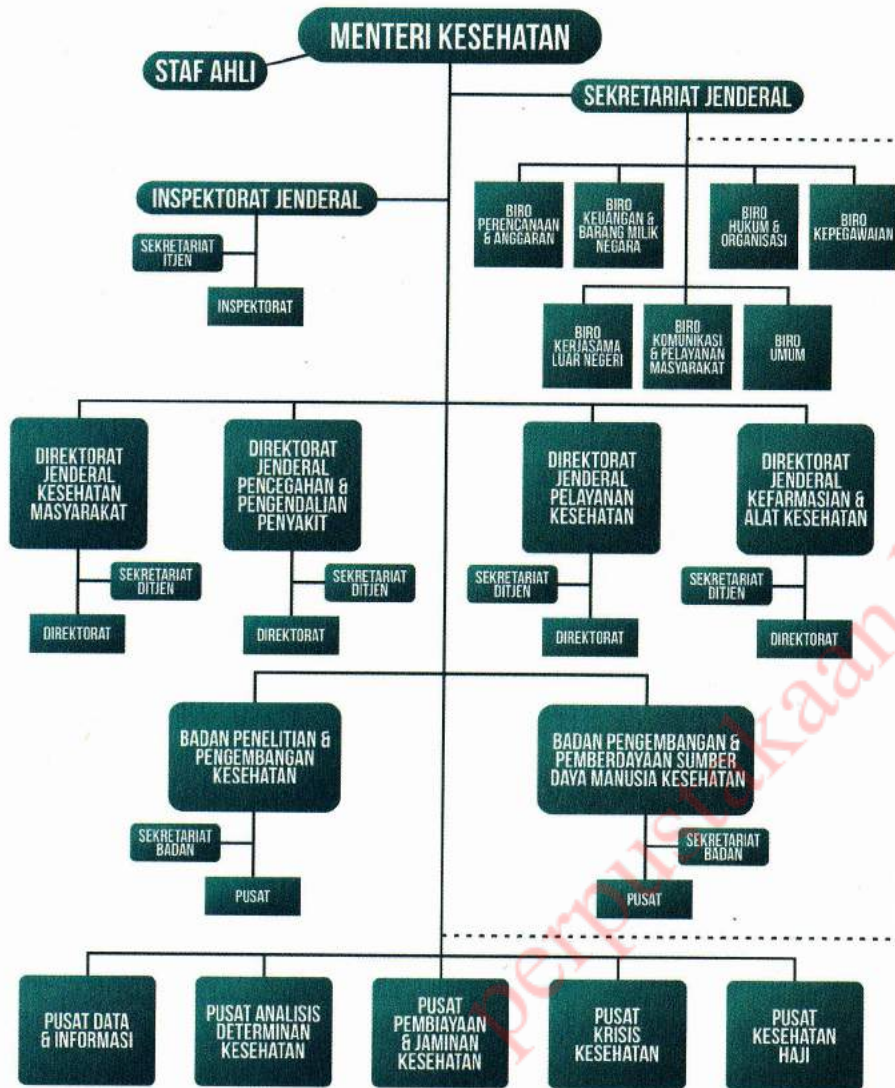 MENTERI KESEHATAN
STAF AHLI
SEKRETARIAT JENDERAL
INSPEKTORAT JENDERAL
SEKRETARIAT
ITJEN
INSPEKTORAT
BIRO
PERENCANAAN
& ANGGARAN
BIRO
KEUANGAN &
BARANG MILIK
NEGARA
BIRO
HUKUM &
ORGANISASI
BIRO
KEPEGAWAIAN
BIRO
KERJASAMA
LUAR NEGERI
BIRO
KOMUNIKASI
& PELAYANAN
MASYARAKAT
BIRO
UMUM
DIREKTORAT
JENDERAL
KESEHATAN
MASYARAKAT
DIREKTORAT
JENDERAL
PENCEGAHAN &
PENGENDALIAN
PENYAKIT
DIREKTORAT
JENDERAL
PELAYANAN
KESEHATAN
DIREKTORAT
JENDERAL
KEFARMASIAN &
ALAT KESEHATAN
SEKRETARIAT
DITJEN
SEKRETARIAT
DITJEN
SEKRETARIAT
DITJEN
SEKRETARIAT
DITJEN
DIREKTORAT
DIREKTORAT
DIREKTORAT
DIREKTORAT
BADAN PENELITIAN &
PENGEMBANGAN
KESEHATAN
BADAN PENGEMBANGAN &
PEMBERDAYAAN SUMBER
DAYA MANUSIA KESEHATAN
SEKRETARIAT
BADAN
SEKRETARIAT
BADAN
PUSAT
PUSAT
PUSAT DATA
& INFORMASI
PUSAT ANALISIS
DETERMINAN
KESEHATAN
PUSAT
PEMBIAYAAN
& JAMINAN
KESEHATAN
PUSAT
KRISIS
KESEHATAN
PUSAT
KESEHATAN
HAJI
perpustakaan